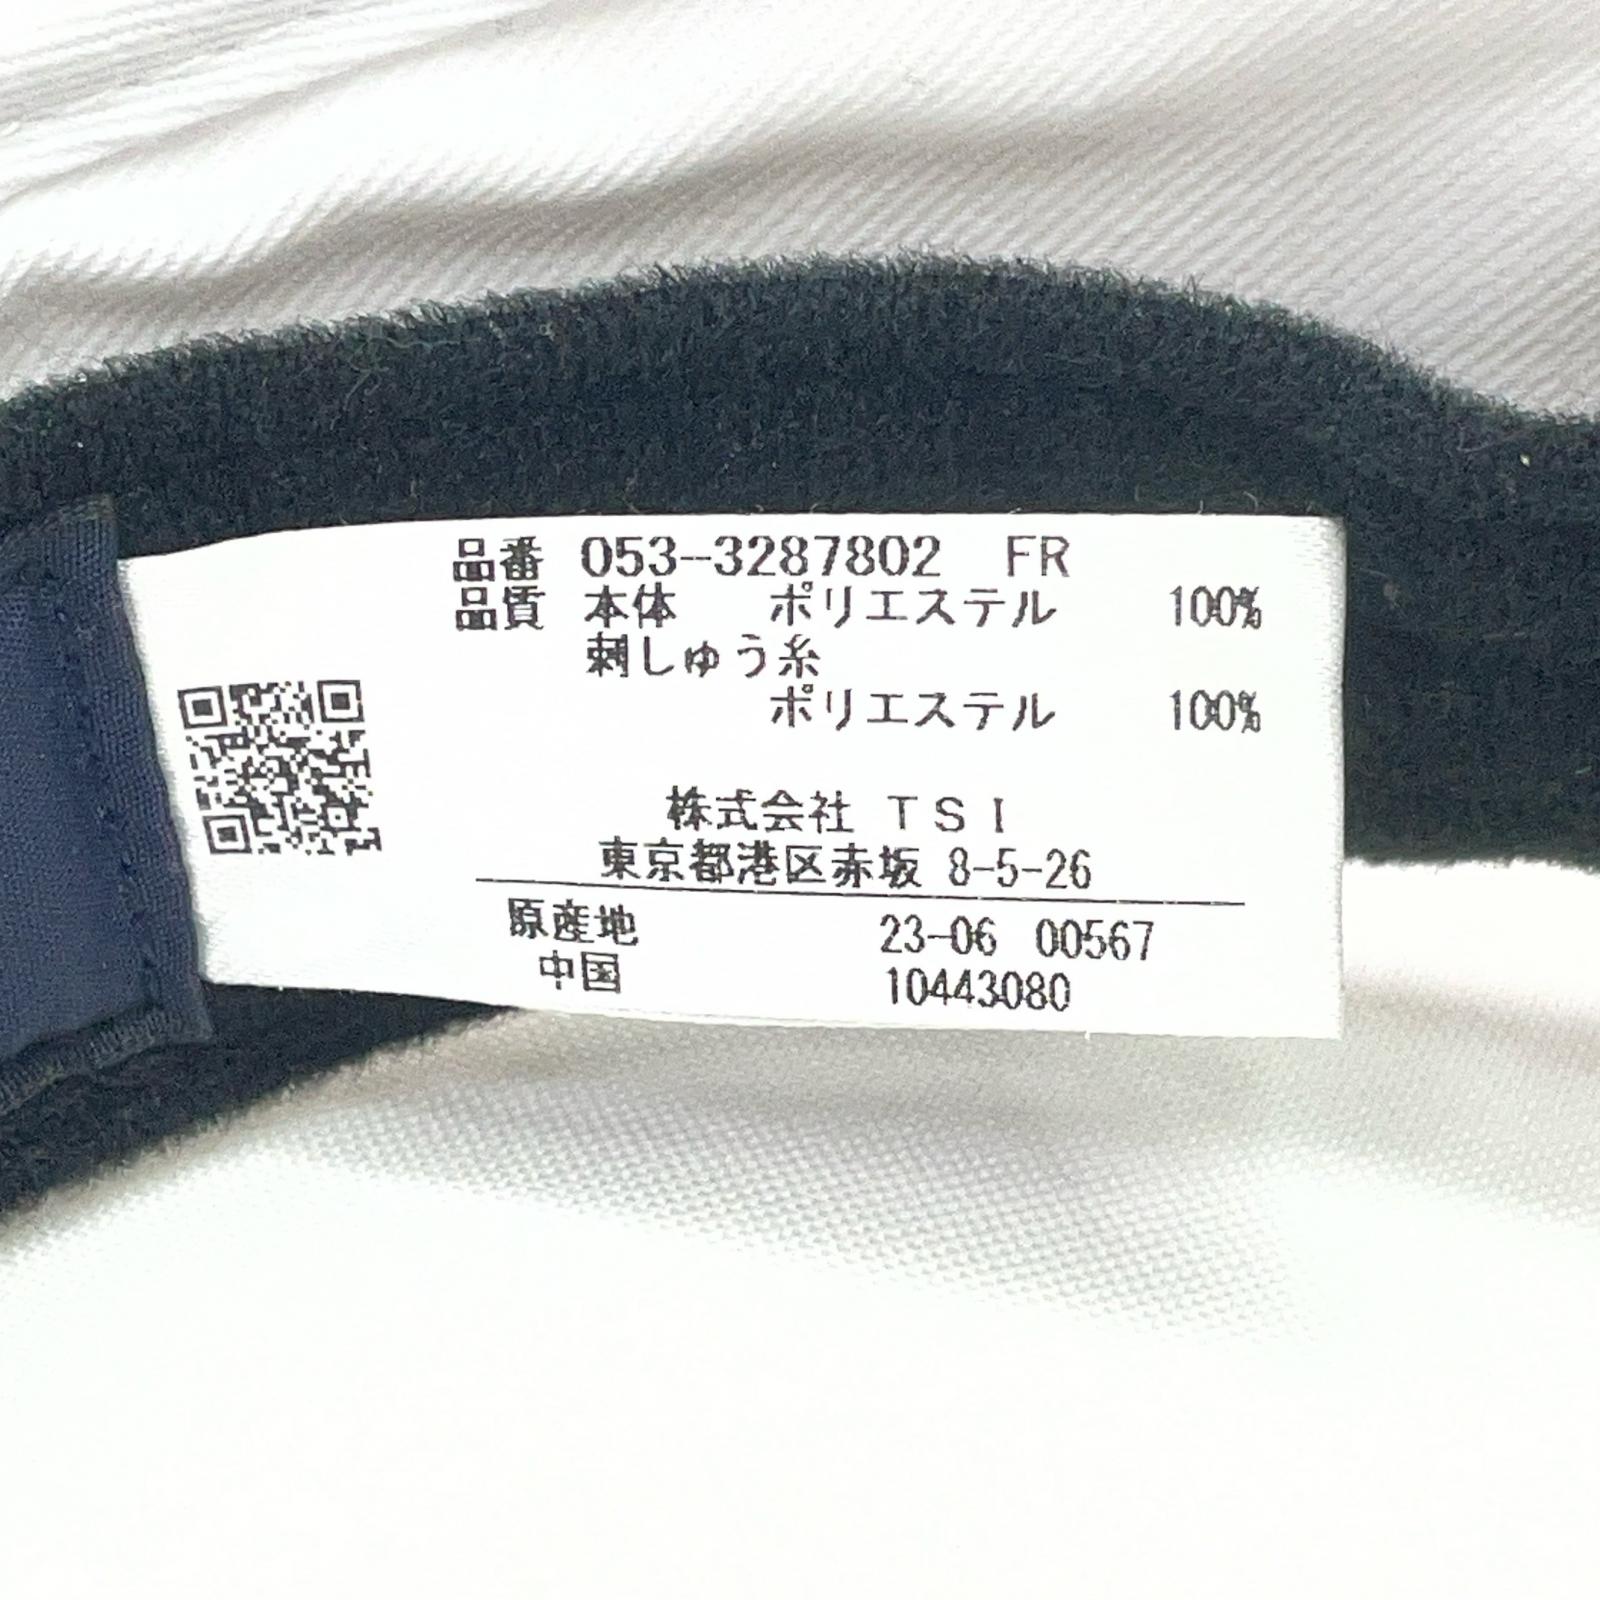 品番 053-3287802 FR
品質 本体 ポリエステル 100%
刺しゅう糸
ポリエステル 100%
株式会社 TSI
東京都港区赤坂 8-5-26
原産地 23-06 00567
中国 10443080